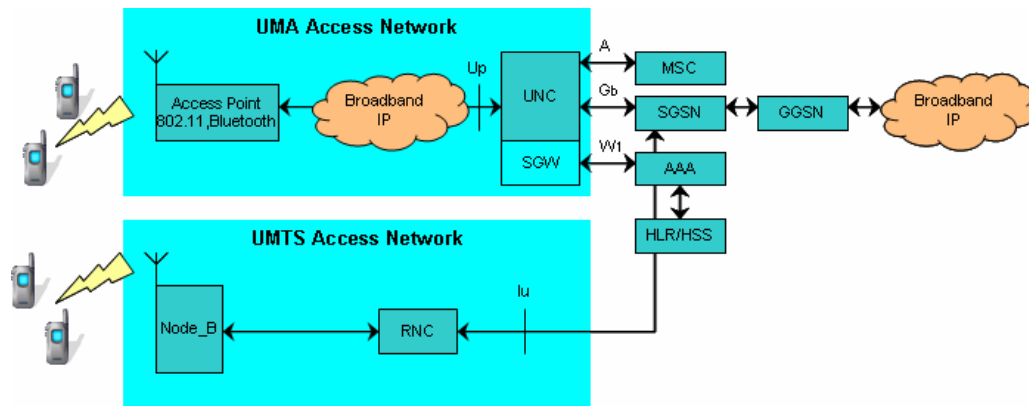 UMA Access Network
Access Point
802.11,Bluetooth
Broadband
IP
Up
UNC
SGW
A
Gb
W1
MSC
SGSN
GGSN
Broadband
IP
AAA
HLR/HSS
UMTS Access Network
Node_B
RNC
Iu